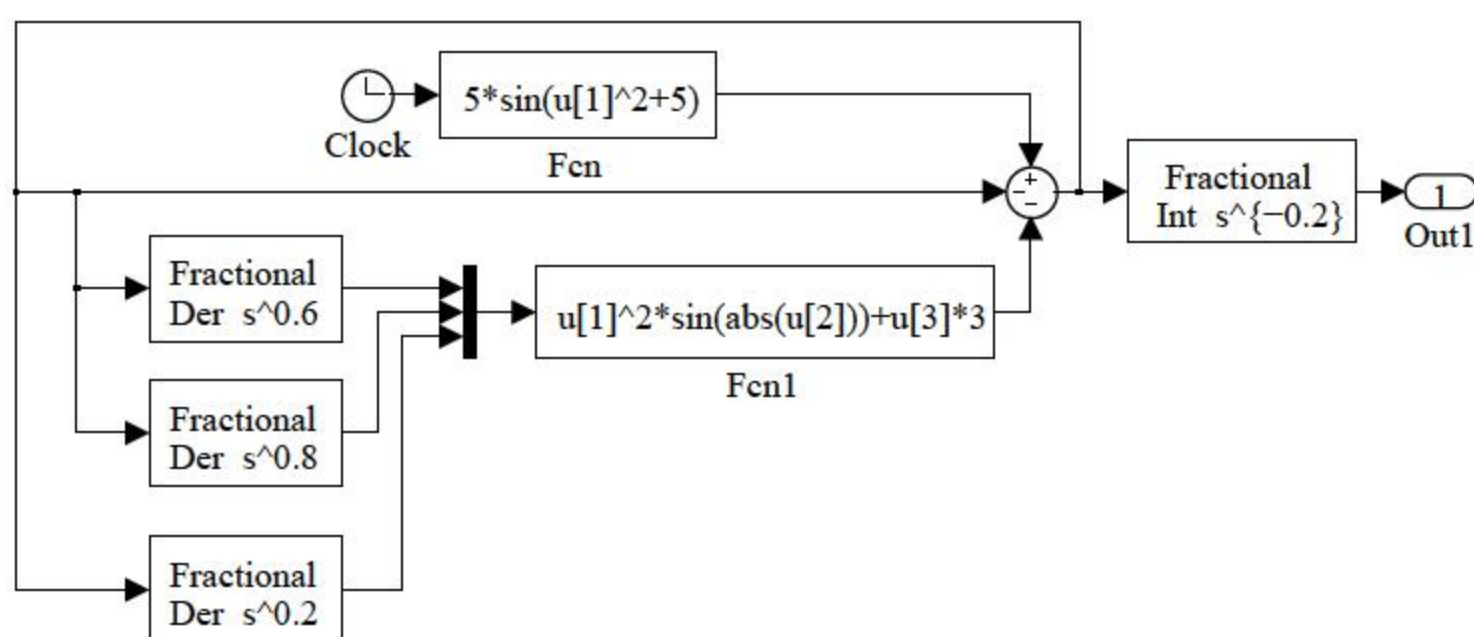 5*sin(u[1]^2+5)
Clock
Fcn
+
−
−
Fractional
Int s^{−0.2}
1
Out1
Fractional
Der s^0.6
u[1]^2*sin(abs(u[2]))+u[3]*3
Fcn1
Fractional
Der s^0.8
Fractional
Der s^0.2